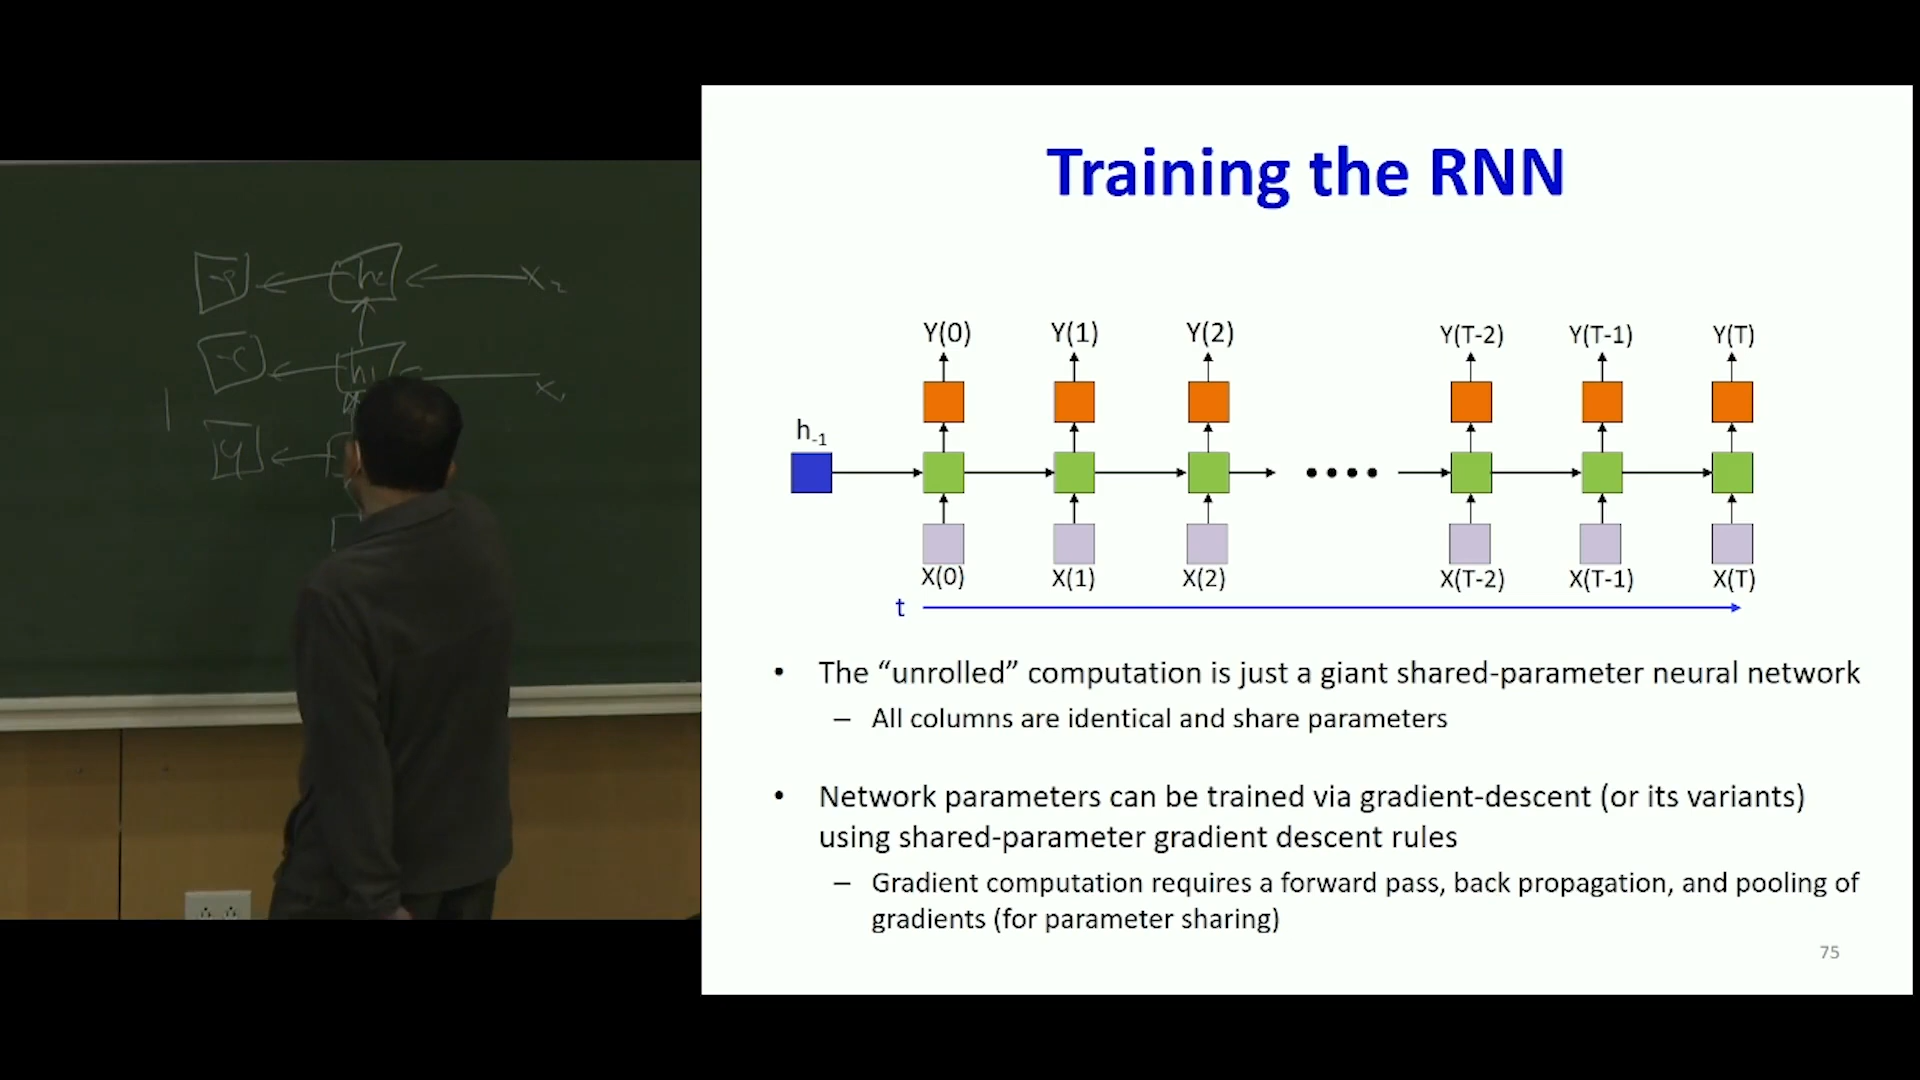 Training the RNN
Y(0) Y(1) Y(2) Y(T-2) Y(T-1) Y(T)
h-1
X(0) X(1) X(2) X(T-2) X(T-1) X(T)
t
• The “unrolled” computation is just a giant shared-parameter neural network
– All columns are identical and share parameters
• Network parameters can be trained via gradient-descent (or its variants)
using shared-parameter gradient descent rules
– Gradient computation requires a forward pass, back propagation, and pooling of
gradients (for parameter sharing)
75
h X2
h1 X1